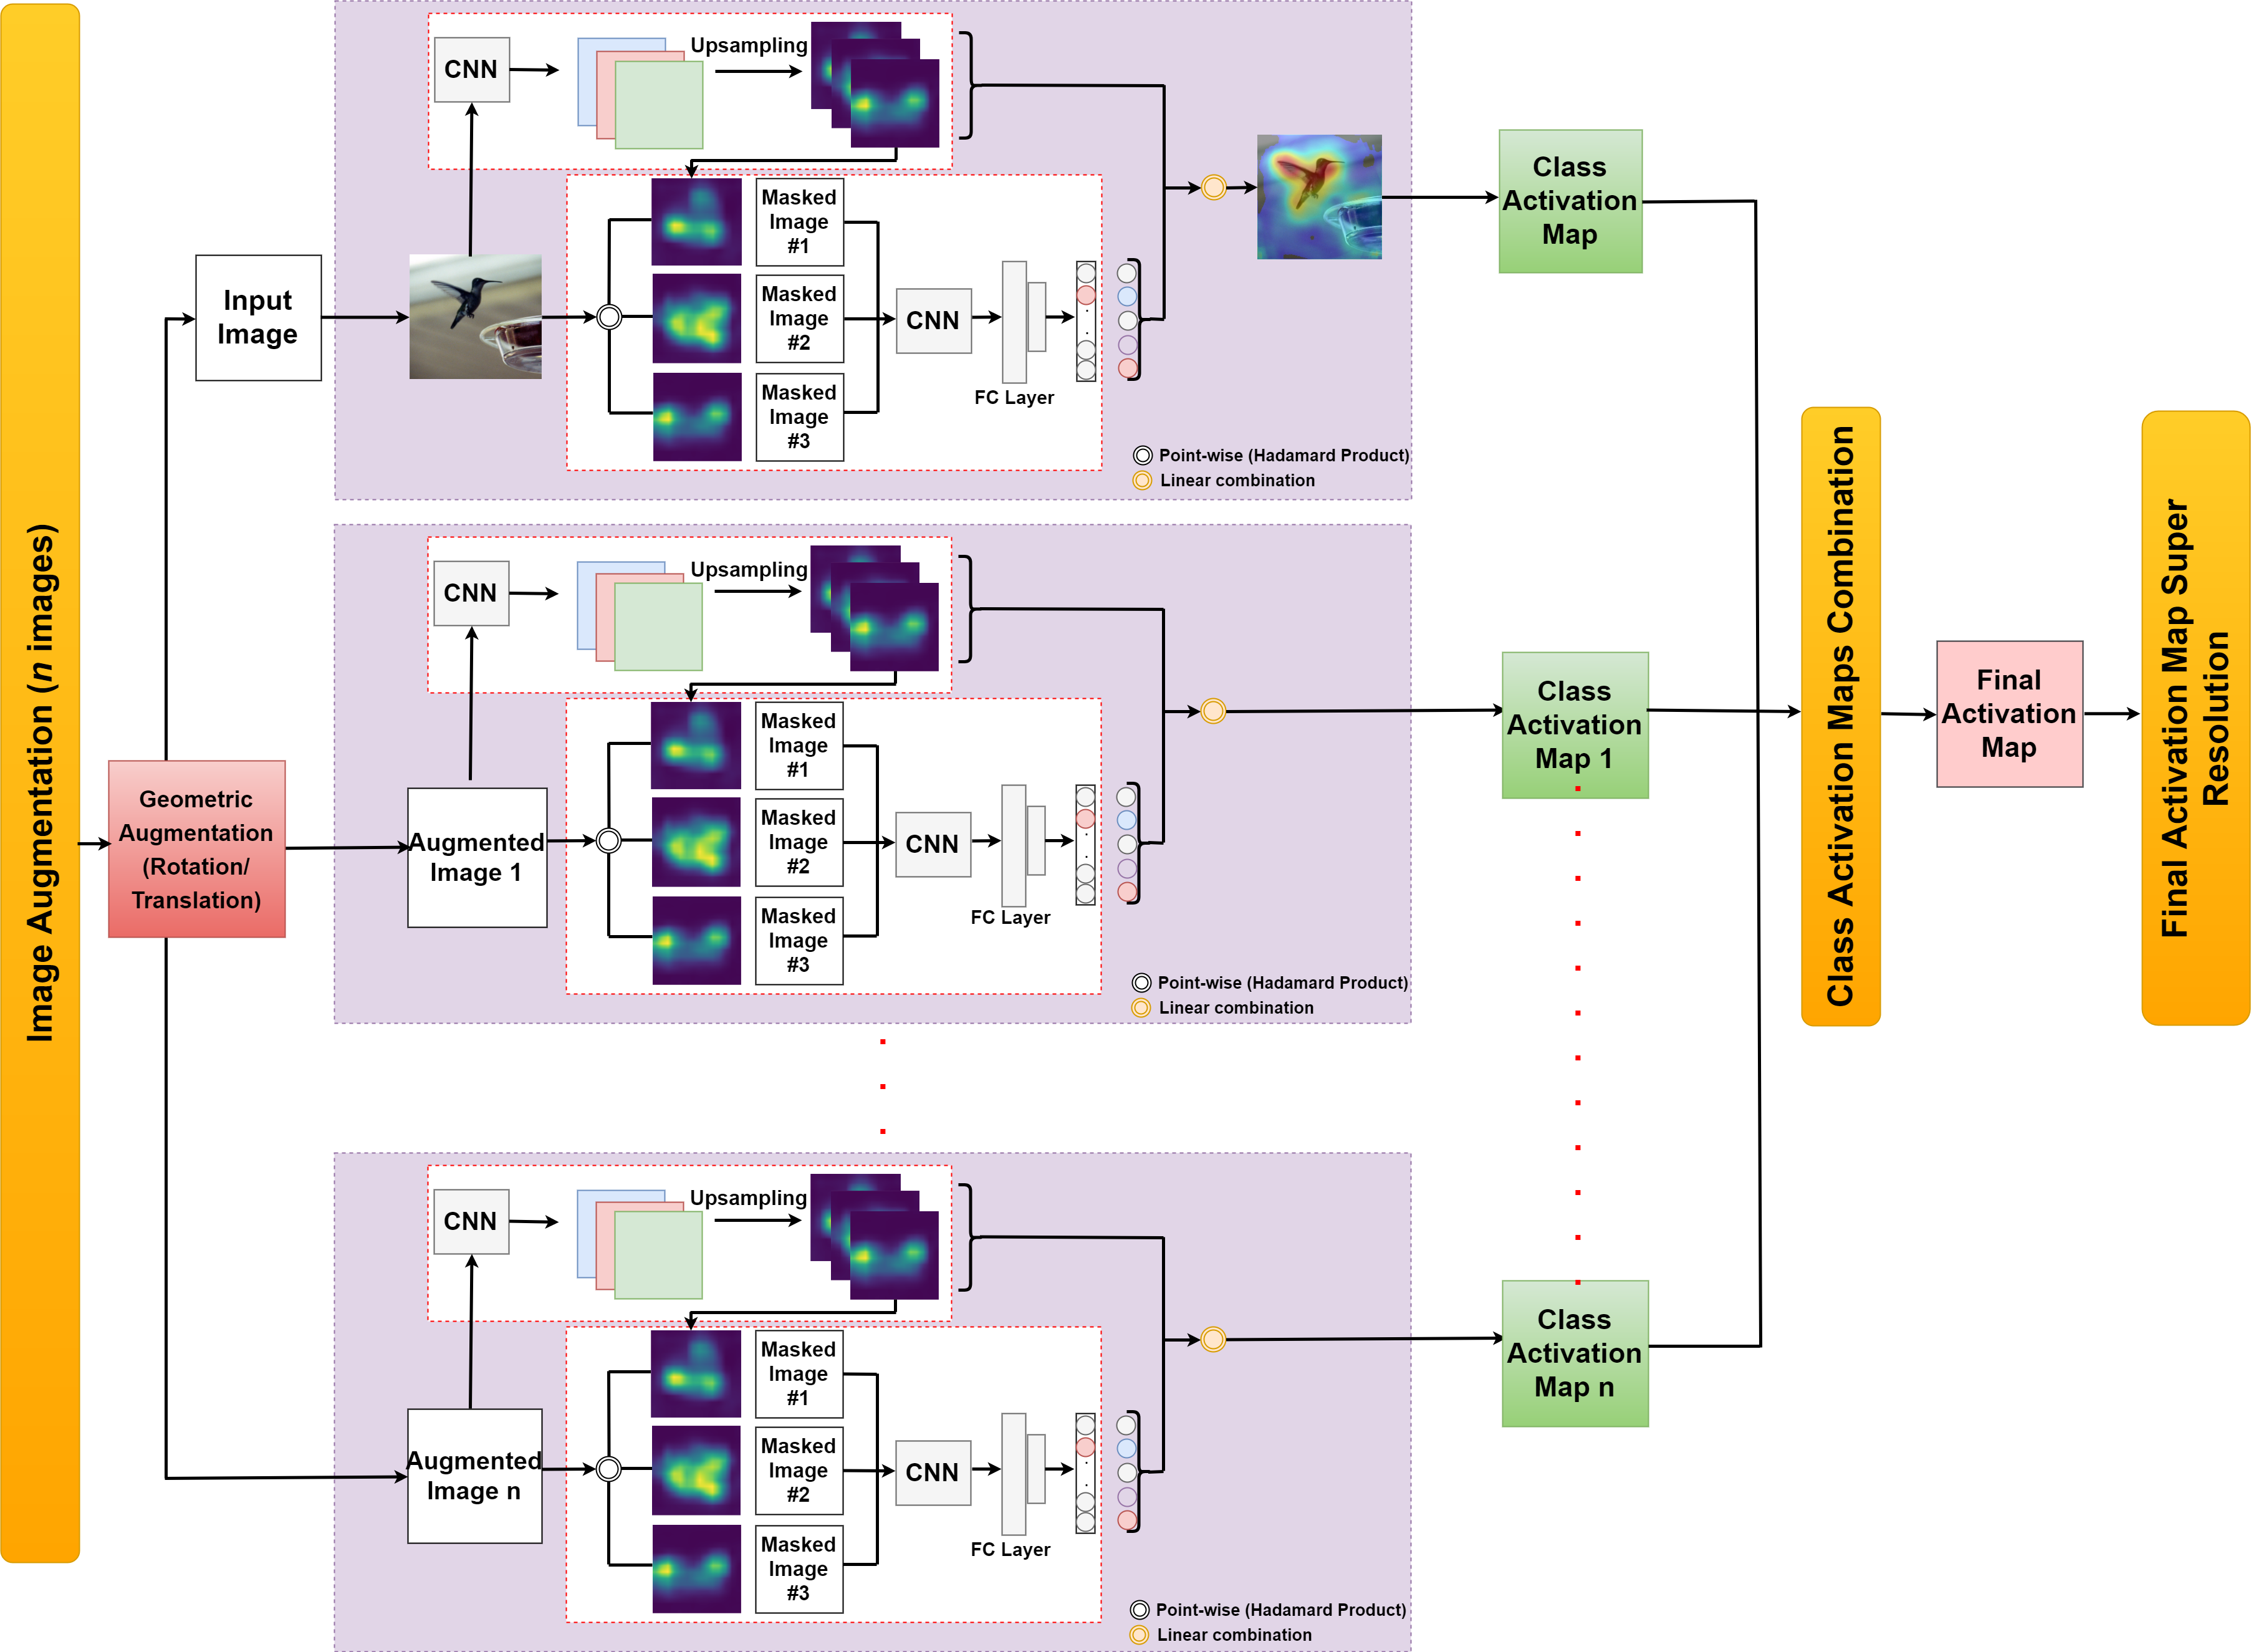 Image Augmentation (n images)
Geometric
Augmentation
(Rotation/
Translation)
Input
Image
CNN
Upsampling
Masked
Image
#1
Masked
Image
#2
Masked
Image
#3
CNN
FC Layer
Point-wise (Hadamard Product)
Linear combination
Class
Activation
Map
Augmented
Image 1
CNN
Upsampling
Masked
Image
#1
Masked
Image
#2
Masked
Image
#3
CNN
FC Layer
Point-wise (Hadamard Product)
Linear combination
Class
Activation
Map 1
Augmented
Image n
CNN
Upsampling
Masked
Image
#1
Masked
Image
#2
Masked
Image
#3
CNN
FC Layer
Point-wise (Hadamard Product)
Linear combination
Class
Activation
Map n
Class Activation Maps Combination
Final
Activation
Map
Final Activation Map Super
Resolution